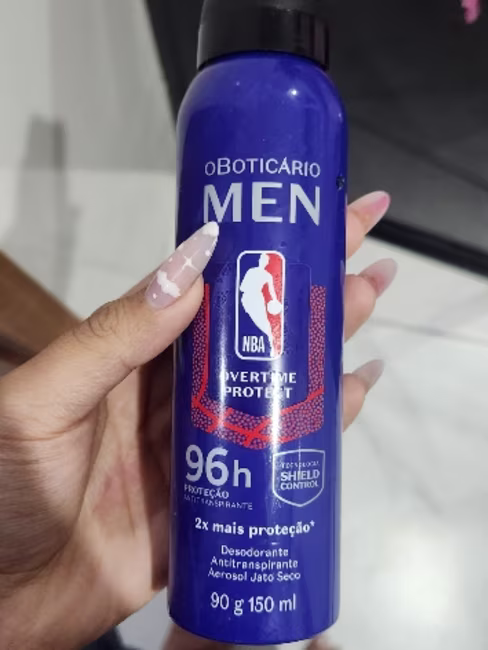 oBOTICÁRIO
MEN
NBA
OVERTIME
PROTECT
96h
PROTEÇÃO
ANTITRANSPIRANTE
TECNOLOGIA
SHIELD
CONTROL
2x mais proteção*
Desodorante
Antitranspirante
Aerosol Jato Seco
90 g 150 ml